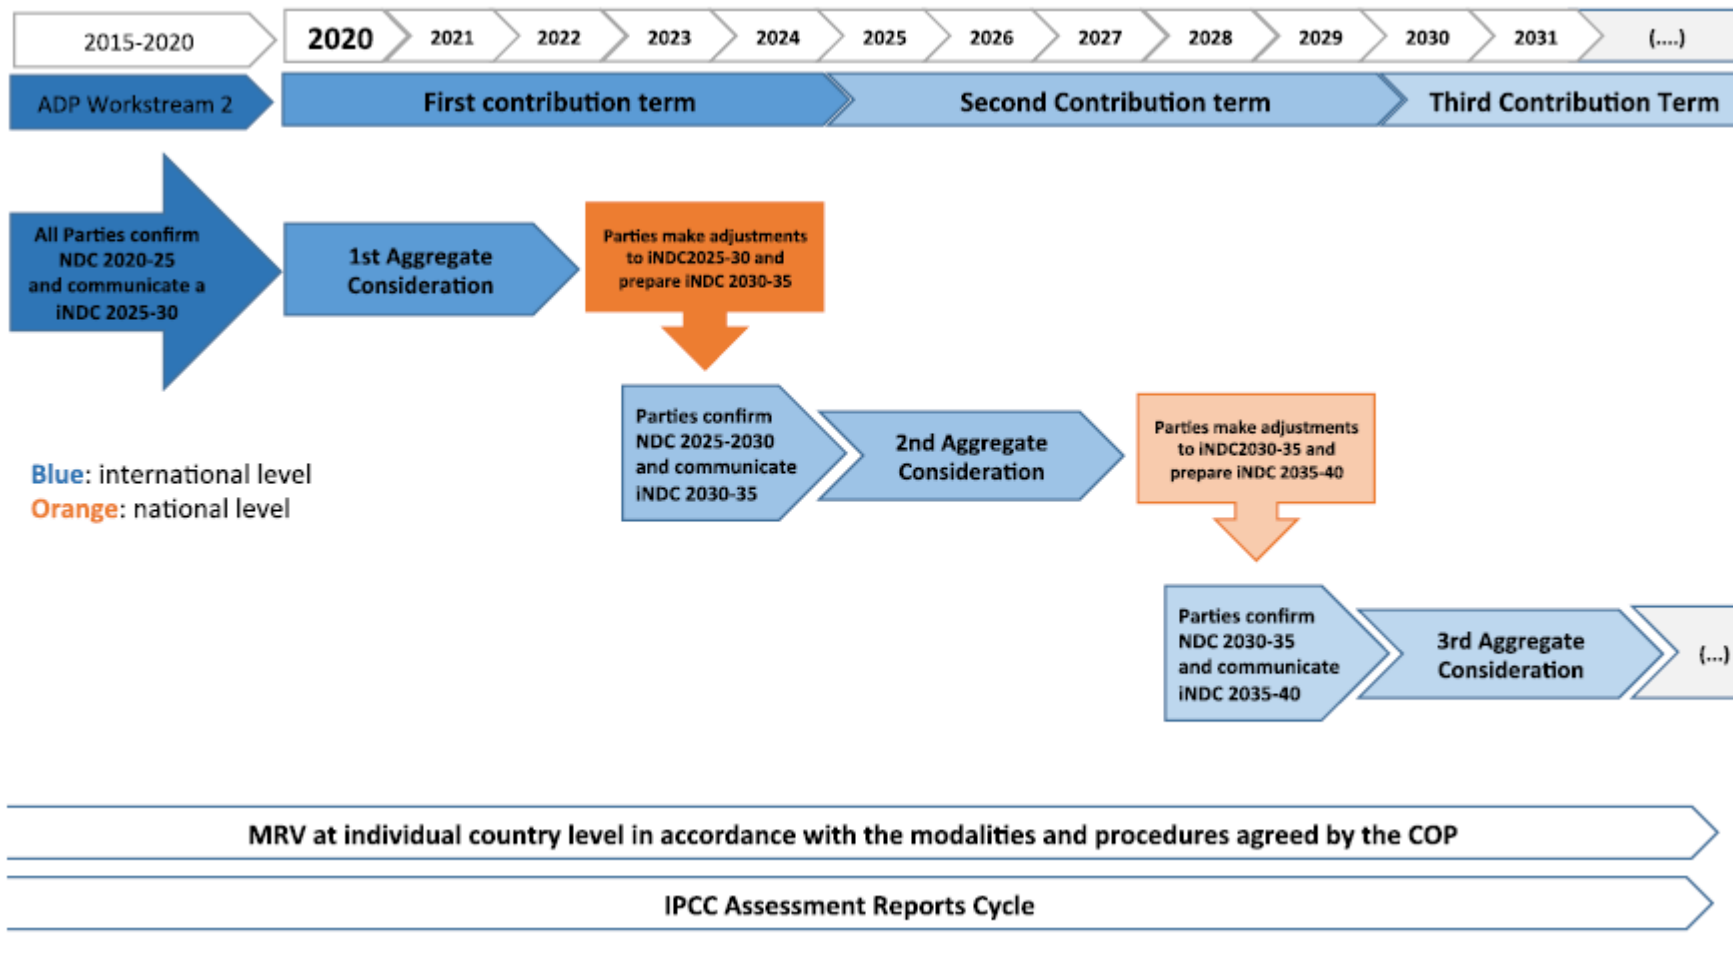 2015-2020
2020
2021
2022
2023
2024
2025
2026
2027
2028
2029
2030
2031
(....)
ADP Workstream 2
First contribution term
Second Contribution term
Third Contribution Term
All Parties confirm
NDC 2020-25
and communicate a
iNDC 2025-30
1st Aggregate
Consideration
Parties make adjustments
to iNDC2025-30 and
prepare iNDC 2030-35
Parties confirm
NDC 2025-2030
and communicate
iNDC 2030-35
2nd Aggregate
Consideration
Parties make adjustments
to iNDC2030-35 and
prepare iNDC 2035-40
Blue: international level
Orange: national level
Parties confirm
NDC 2030-35
and communicate
iNDC 2035-40
3rd Aggregate
Consideration
(...)
MRV at individual country level in accordance with the modalities and procedures agreed by the COP
IPCC Assessment Reports Cycle